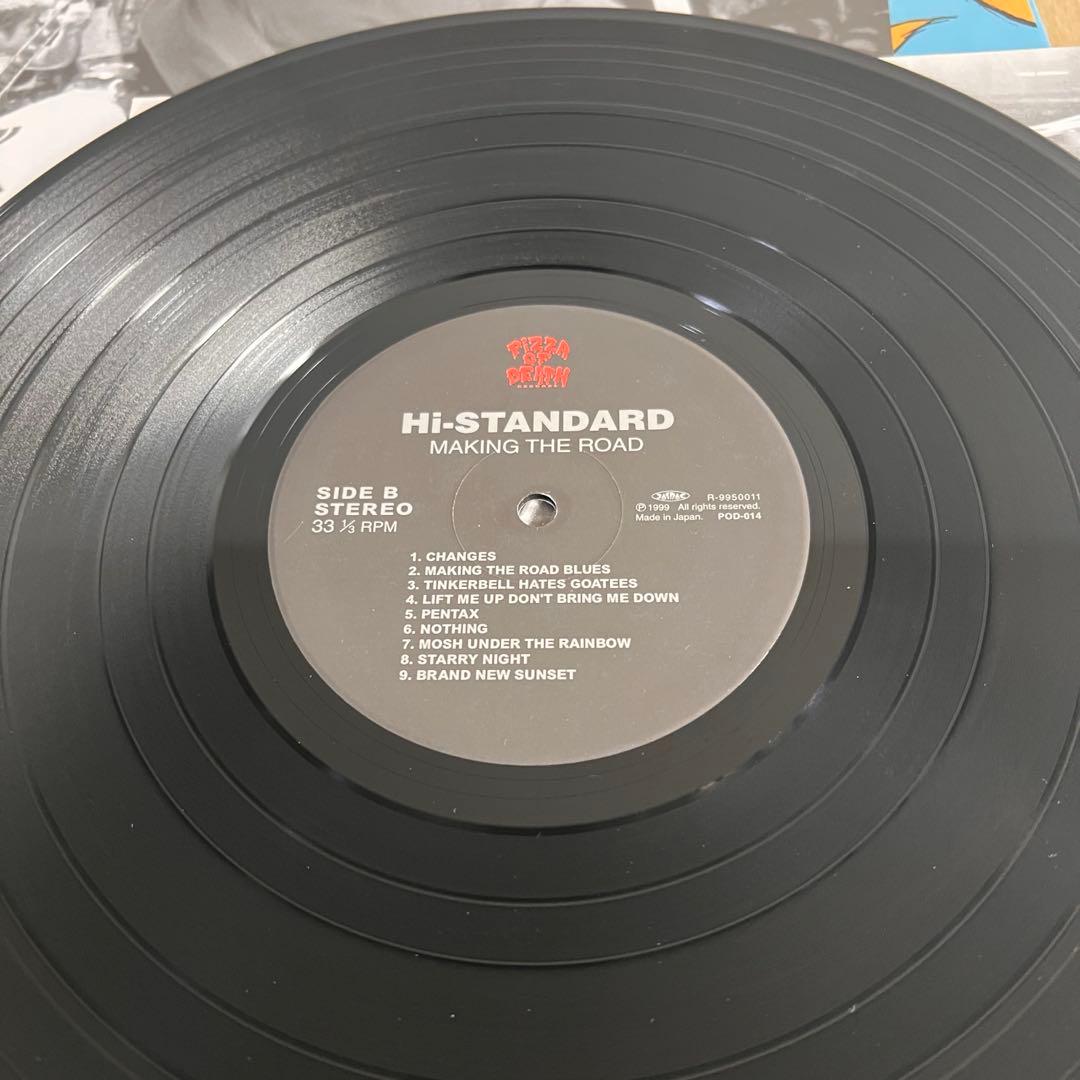 PIZZA
OF
DEATH
RECORDS
Hi-STANDARD
MAKING THE ROAD
SIDE B
STEREO
33 ⅓ RPM
JASRAC
R-9950011
℗ 1999 All rights reserved.
Made in Japan. POD-014
1. CHANGES
2. MAKING THE ROAD BLUES
3. TINKERBELL HATES GOATEES
4. LIFT ME UP DON'T BRING ME DOWN
5. PENTAX
6. NOTHING
7. MOSH UNDER THE RAINBOW
8. STARRY NIGHT
9. BRAND NEW SUNSET